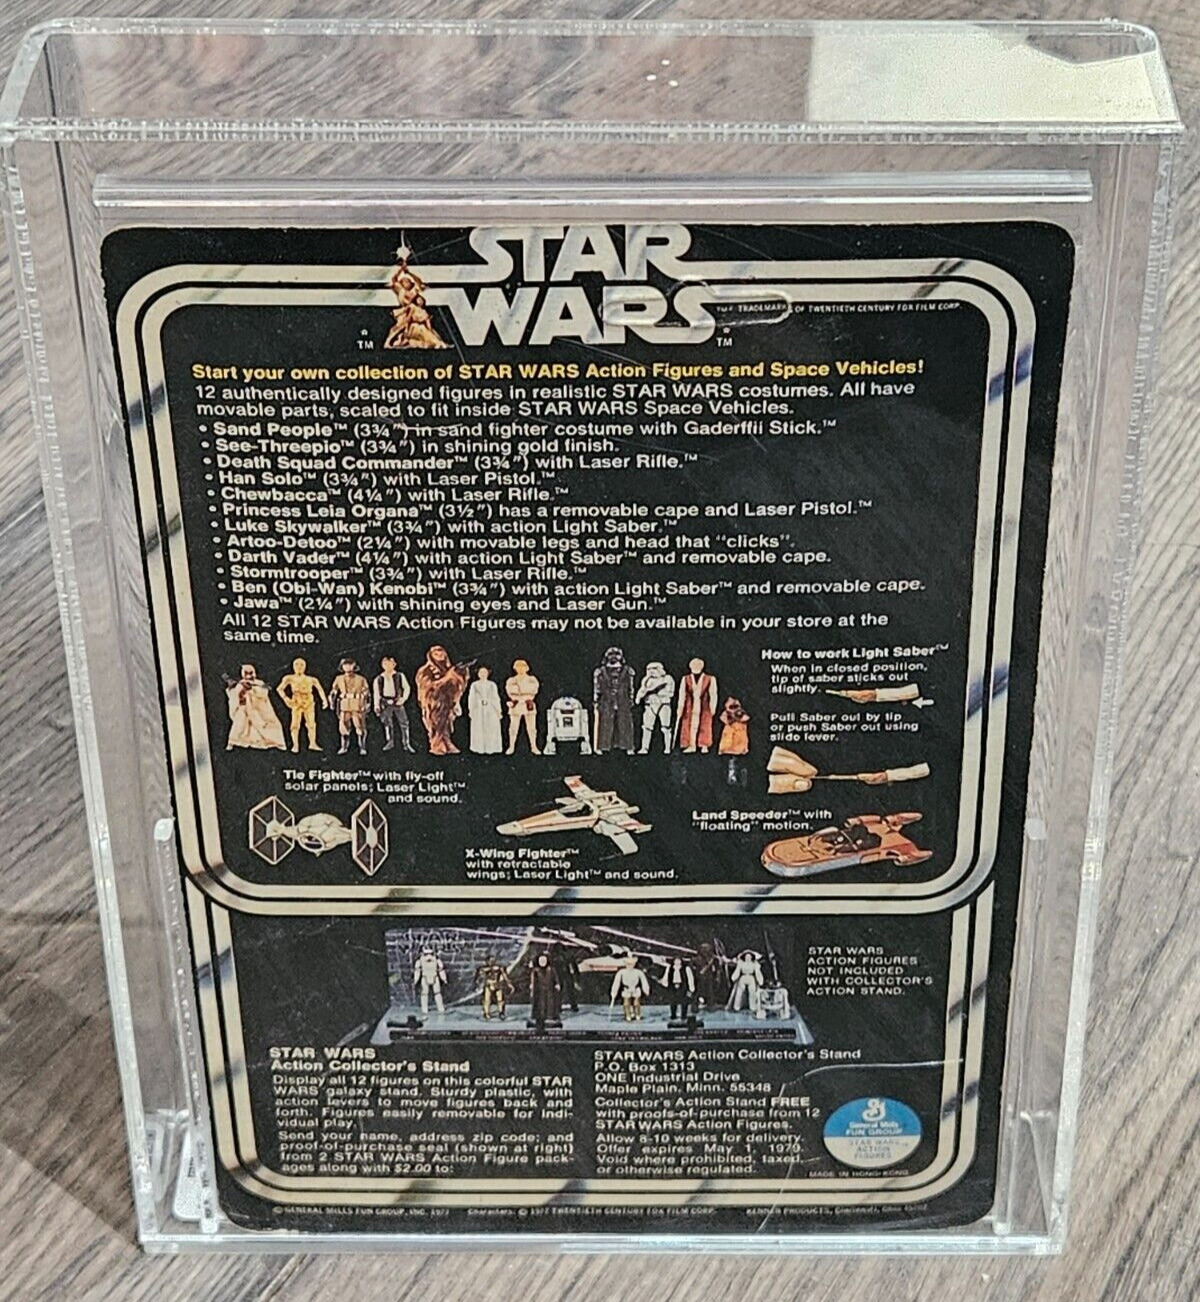 STAR
WARS
™: TRADEMARK OF TWENTIETH CENTURY FOX FILM CORP.
*
TM
TM
Start your own collection of STAR WARS Action Figures and Space Vehicles!
12 authentically designed figures in realistic STAR WARS costumes. All have
movable parts, scaled to fit inside STAR WARS Space Vehicles.
• Sand People™ (3¾") in sand fighter costume with Gaderffii Stick.™
• See-Threepio™ (3¾") in shining gold finish.
• Death Squad Commander™ (3¾") with Laser Rifle.™
• Han Solo™ (3¾") with Laser Pistol.™
• Chewbacca™ (4¼") with Laser Rifle.™
• Princess Leia Organa™ (3½") has a removable cape and Laser Pistol.™
• Luke Skywalker™ (3¾") with action Light Saber.™
• Artoo-Detoo™ (2¼") with movable legs and head that "clicks".
• Darth Vader™ (4¼") with action Light Saber™ and removable cape.
• Stormtrooper™ (3¾") with Laser Rifle.™
• Ben (Obi-Wan) Kenobi™ (3¾") with action Light Saber™ and removable cape.
• Jawa™ (2¼") with shining eyes and Laser Gun.™
All 12 STAR WARS Action Figures may not be available in your store at the
same time.
How to work Light Saber™
When in closed position,
tip of saber sticks out
slightly.
Pull Saber out by tip
or push Saber out using
slide lever.
Tie Fighter™ with fly-off
solar panels; Laser Light™
and sound.
X-Wing Fighter™
with retractable
wings; Laser Light™ and sound.
Land Speeder™ with
"floating" motion.
STAR
WARS
STAR WARS
ACTION FIGURES
NOT INCLUDED
WITH COLLECTOR'S
ACTION STAND.
STAR WARS
Action Collector's Stand
Display all 12 figures on this colorful STAR
WARS galaxy stand. Sturdy plastic, with
action levers to move figures back and
forth. Figures easily removable for indi-
vidual play.
Send your name, address zip code; and
proof-of-purchase seal (shown at right)
from 2 STAR WARS Action Figure pack-
ages along with $2.00 to:
STAR WARS Action Collector's Stand
P.O. Box 1313
ONE Industrial Drive
Maple Plain, Minn. 55348
Collector's Action Stand FREE
with proofs-of-purchase from 12
STAR WARS Action Figures.
Allow 8-10 weeks for delivery.
Offer expires May 1, 1979.
Void where prohibited, taxed,
or otherwise regulated.
General Mills
FUN GROUP
STAR WARS
ACTION
FIGURES
MADE IN HONG KONG
© GENERAL MILLS FUN GROUP, INC. 1977 Characters: © 1977 TWENTIETH CENTURY FOX FILM CORP. KENNER PRODUCTS, Cincinnati, Ohio